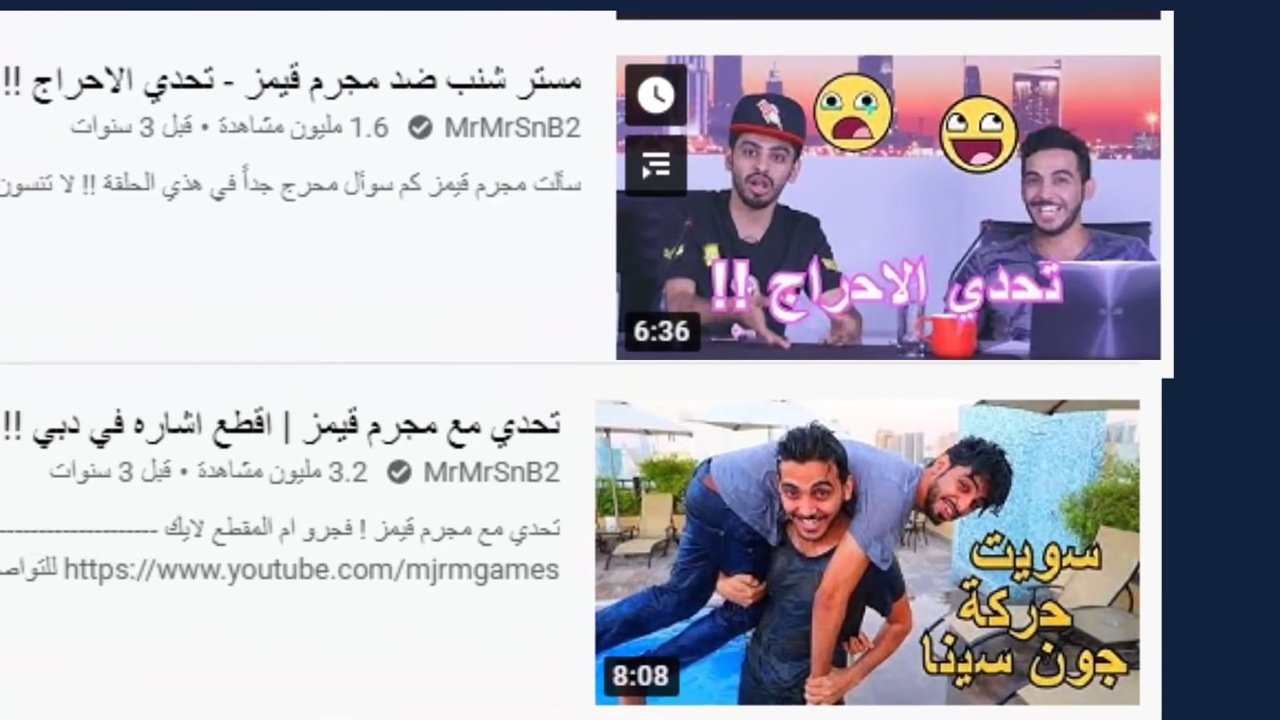 مستر شنب ضد مجرم قيمز - تحدي الاحراج !!
MrMrSnB2 1.6 مليون مشاهدة • قبل 3 سنوات
سألت مجرم قيمز كم سوأل محرج جداً في هذي الحلقة !! لا تنسون
تحدي الاحراج !!
6:36
تحدي مع مجرم قيمز | اقطع اشاره في دبي !!
MrMrSnB2 3.2 مليون مشاهدة • قبل 3 سنوات
تحدي مع مجرم قيمز ! فجرو ام المقطع لايك --------------------
https://www.youtube.com/mjrmgames
سويت
حركة
جون سينا
8:08